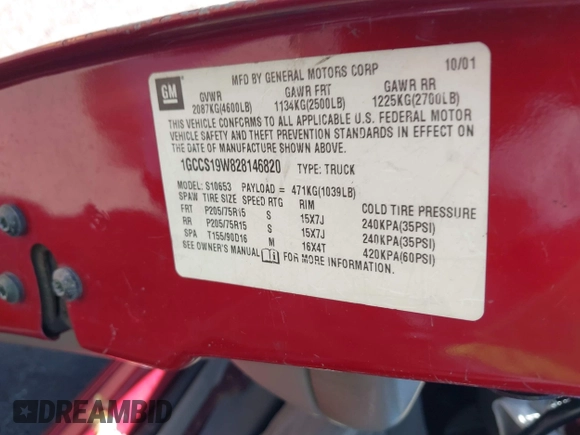 GM
MFD BY GENERAL MOTORS CORP 10/01
GVWR GAWR FRT GAWR RR
2087KG(4600LB) 1134KG(2500LB) 1225KG(2700LB)
THIS VEHICLE CONFORMS TO ALL APPLICABLE U.S. FEDERAL MOTOR
VEHICLE SAFETY AND THEFT PREVENTION STANDARDS IN EFFECT ON
THE DATE OF MANUFACTURE SHOWN ABOVE.
1GCCS19W828146820 TYPE: TRUCK
MODEL: S10653 PAYLOAD = 471KG(1039LB)
SPAW TIRE SIZE SPEED RTG RIM COLD TIRE PRESSURE
FRT P205/75R15 S 15X7J 240KPA(35PSI)
RR P205/75R15 S 15X7J 240KPA(35PSI)
SPA T155/90D16 M 16X4T 420KPA(60PSI)
SEE OWNER'S MANUAL FOR MORE INFORMATION.
DREAMBID